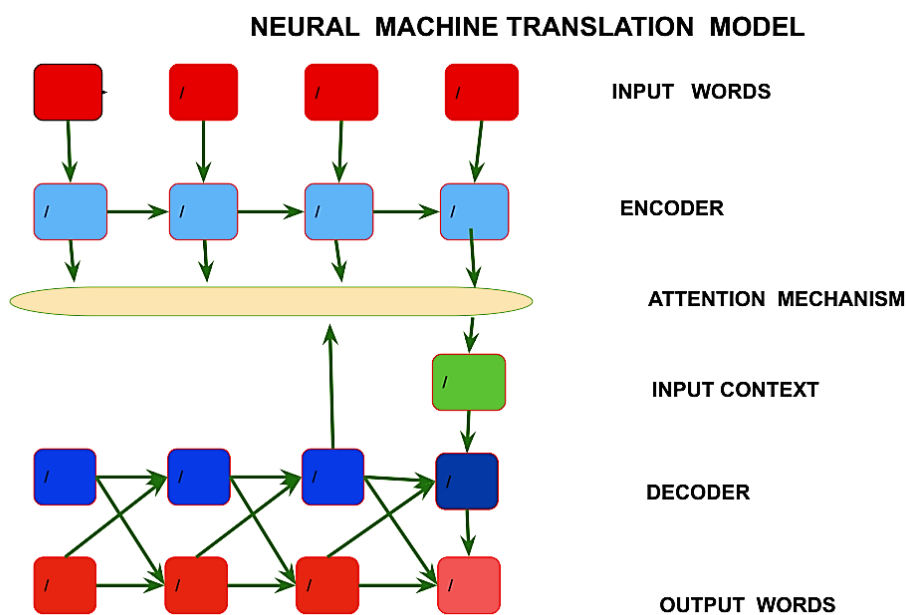 NEURAL MACHINE TRANSLATION MODEL
INPUT WORDS
/ / /
ENCODER
/ / / /
ATTENTION MECHANISM
INPUT CONTEXT
/
DECODER
/ / / /
OUTPUT WORDS
/ / / /